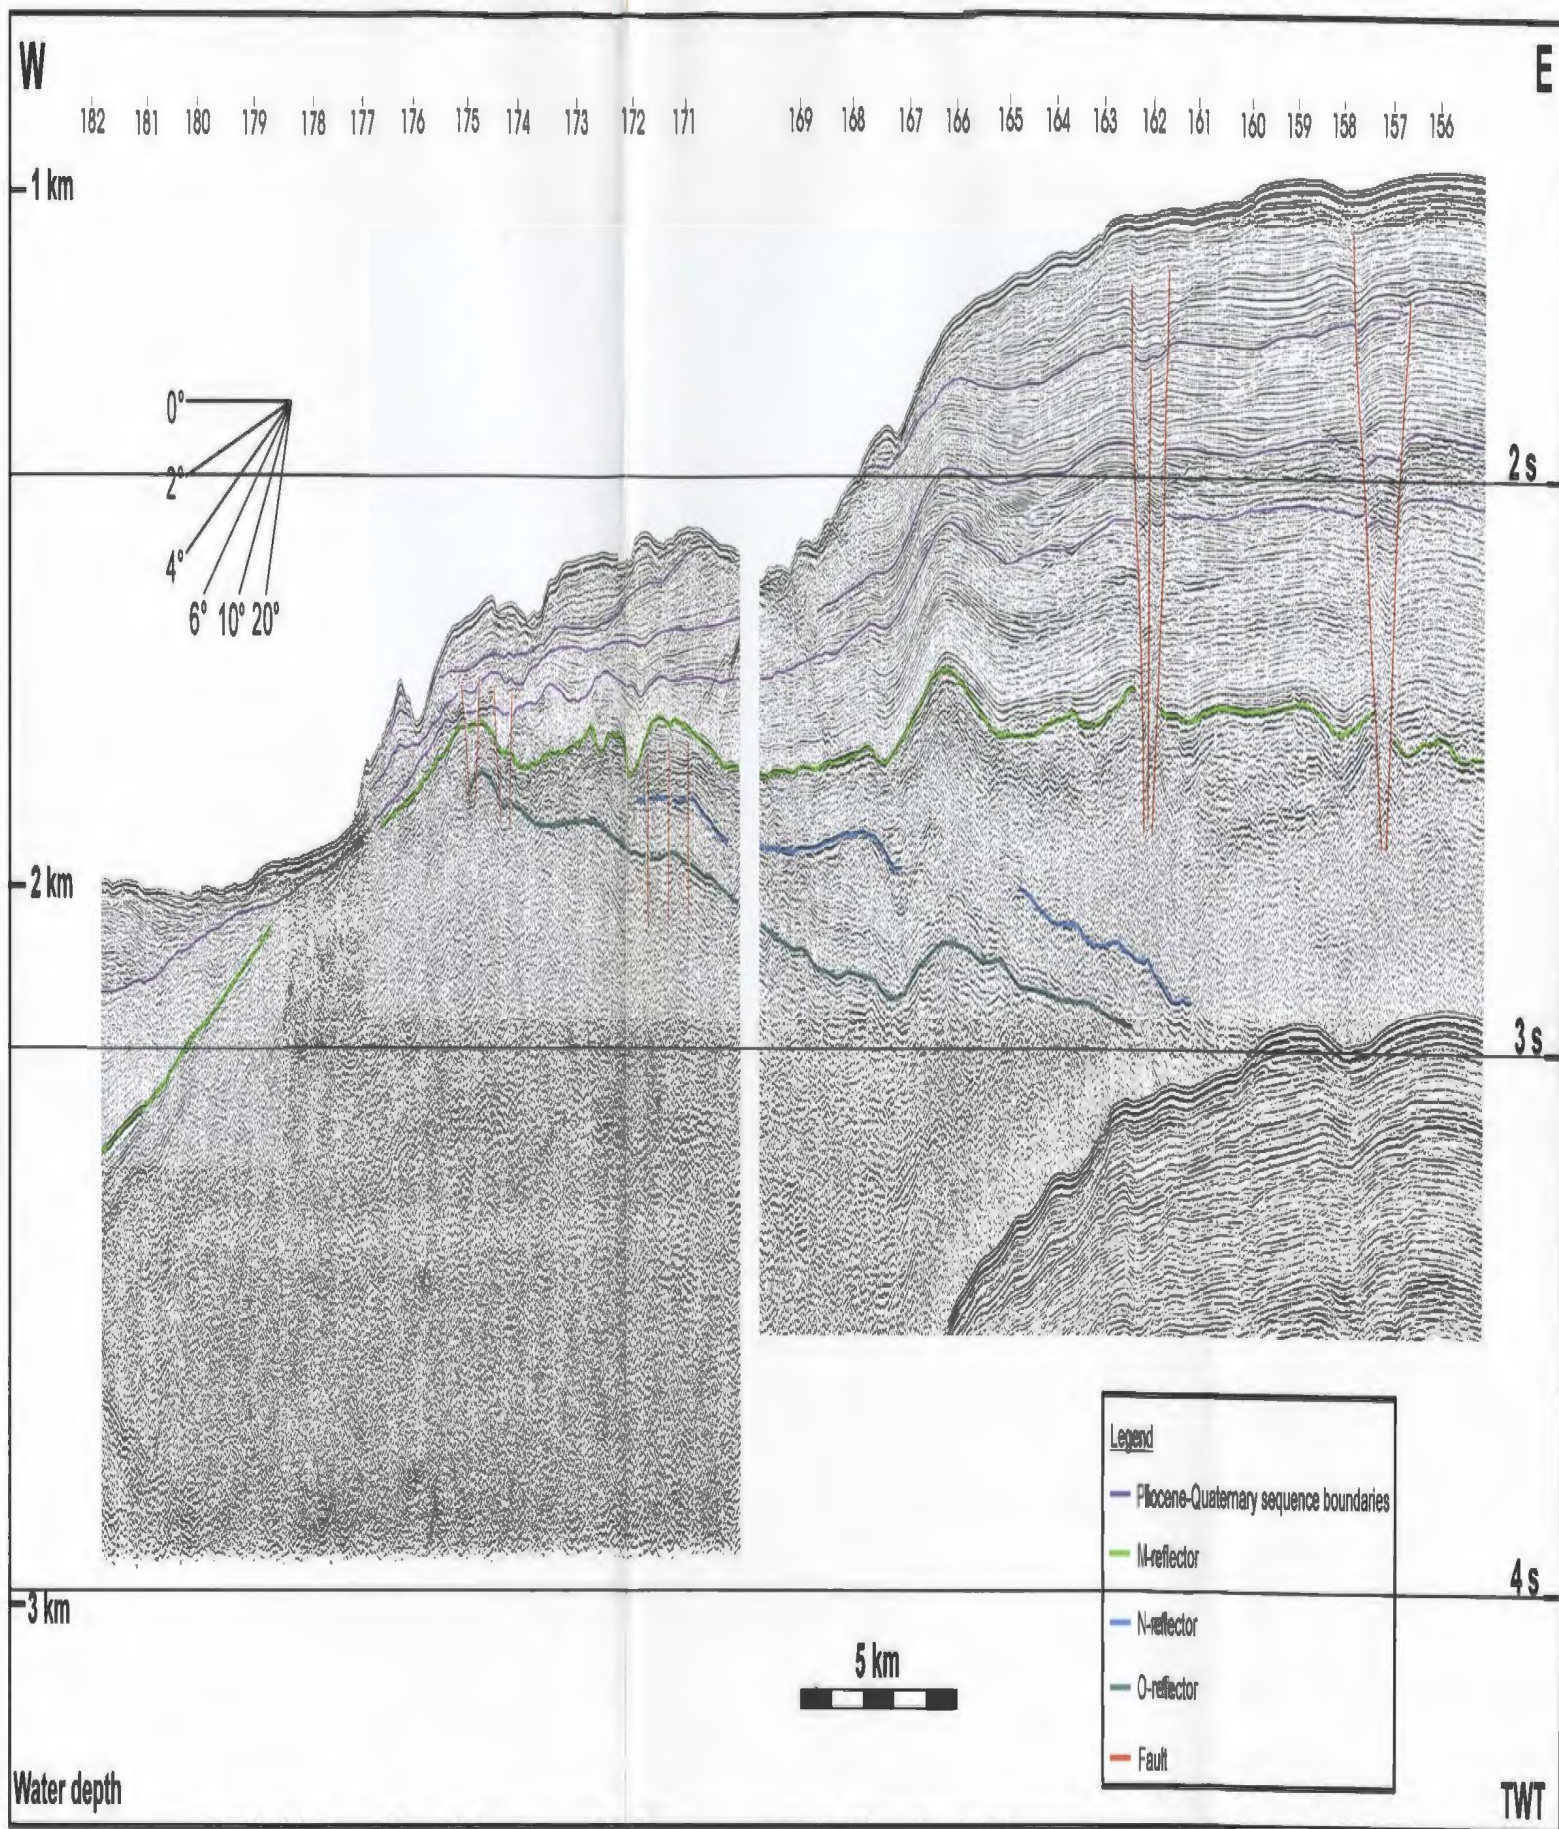 W E
182 181 180 179 178 177 176 175 174 173 172 171 169 168 167 166 165 164 163 162 161 160 159 158 157 156
1 km
0°
2°
2 s
4°
6° 10° 20°
2 km
3 s
Legend
Pliocene-Quaternary sequence boundaries
M-reflector
4 s
3 km
N-reflector
5 km
O-reflector
Fault
Water depth
TWT